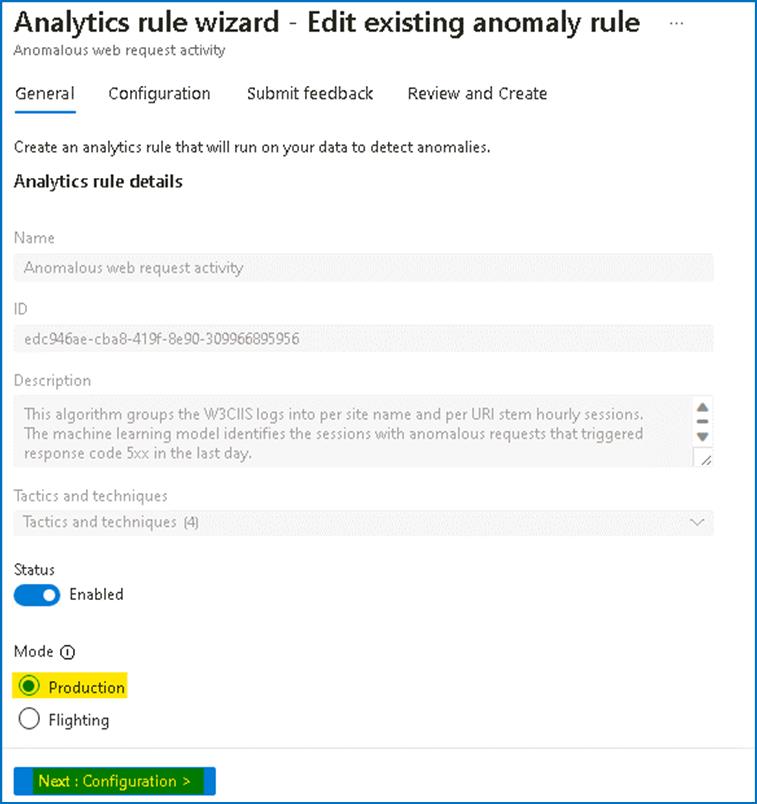 Analytics rule wizard - Edit existing anomaly rule ...
Anomalous web request activity
General Configuration Submit feedback Review and Create
Create an analytics rule that will run on your data to detect anomalies.
Analytics rule details
Name
Anomalous web request activity
ID
edc946ae-cba8-419f-8e90-309966895956
Description
This algorithm groups the W3CIIS logs into per site name and per URI stem hourly sessions.
The machine learning model identifies the sessions with anomalous requests that triggered
response code 5xx in the last day.
Tactics and techniques
Tactics and techniques (4)
Status
Enabled
Mode
Production
Flighting
Next : Configuration >